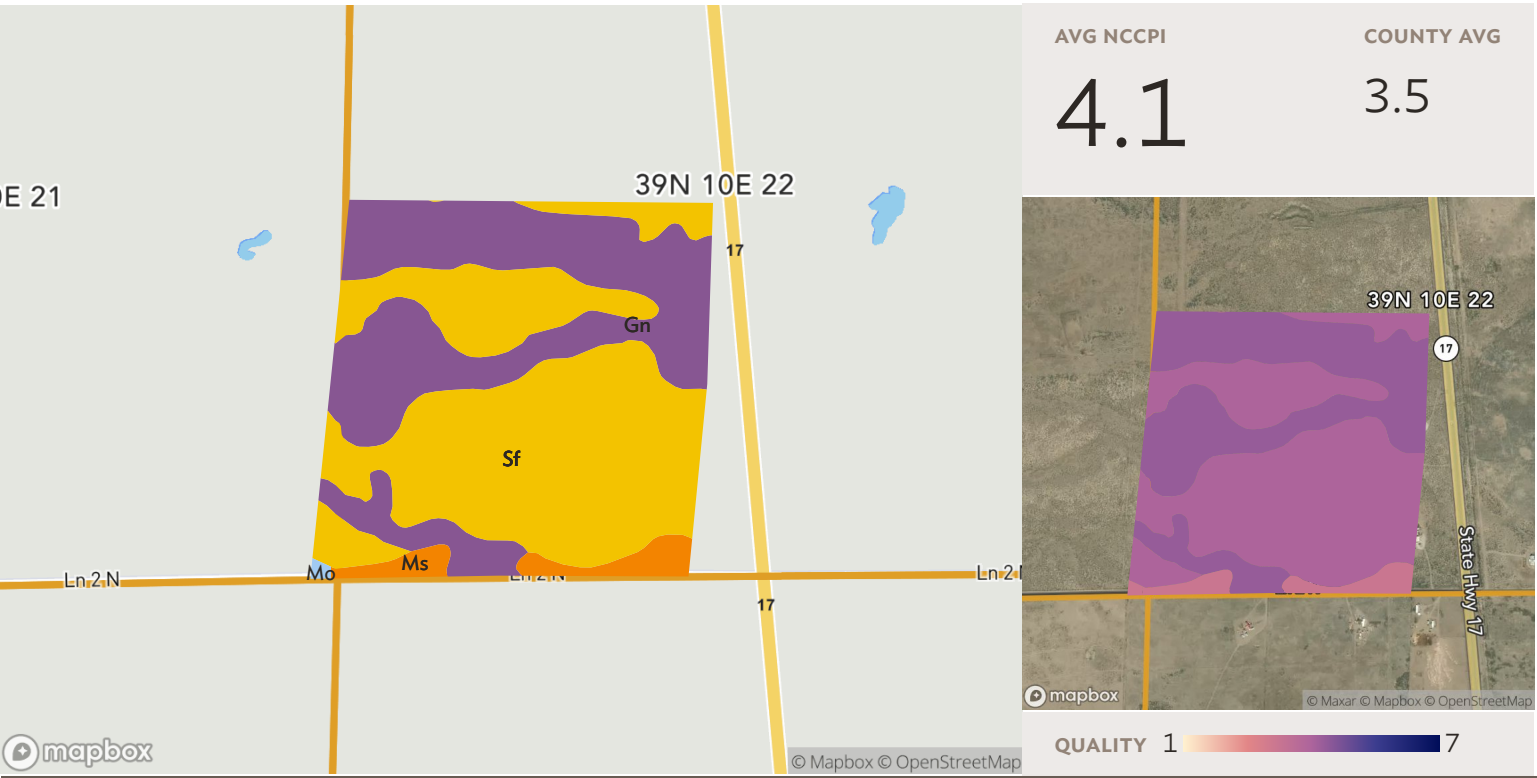 39N 10E 22
0E 21
17
Gn
Sf
Ms
Mo
Ln 2 N
Ln 2 N
Ln 2
17
mapbox
© Mapbox © OpenStreetMap
AVG NCCPI
COUNTY AVG
4.1
3.5
39N 10E 22
17
State Hwy 17
mapbox
© Maxar © Mapbox © OpenStreetMap
QUALITY 1 7